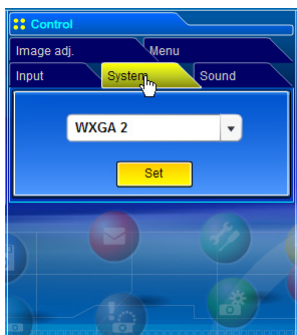 Control
Image adj. Menu
Input System Sound
WXGA 2
Set